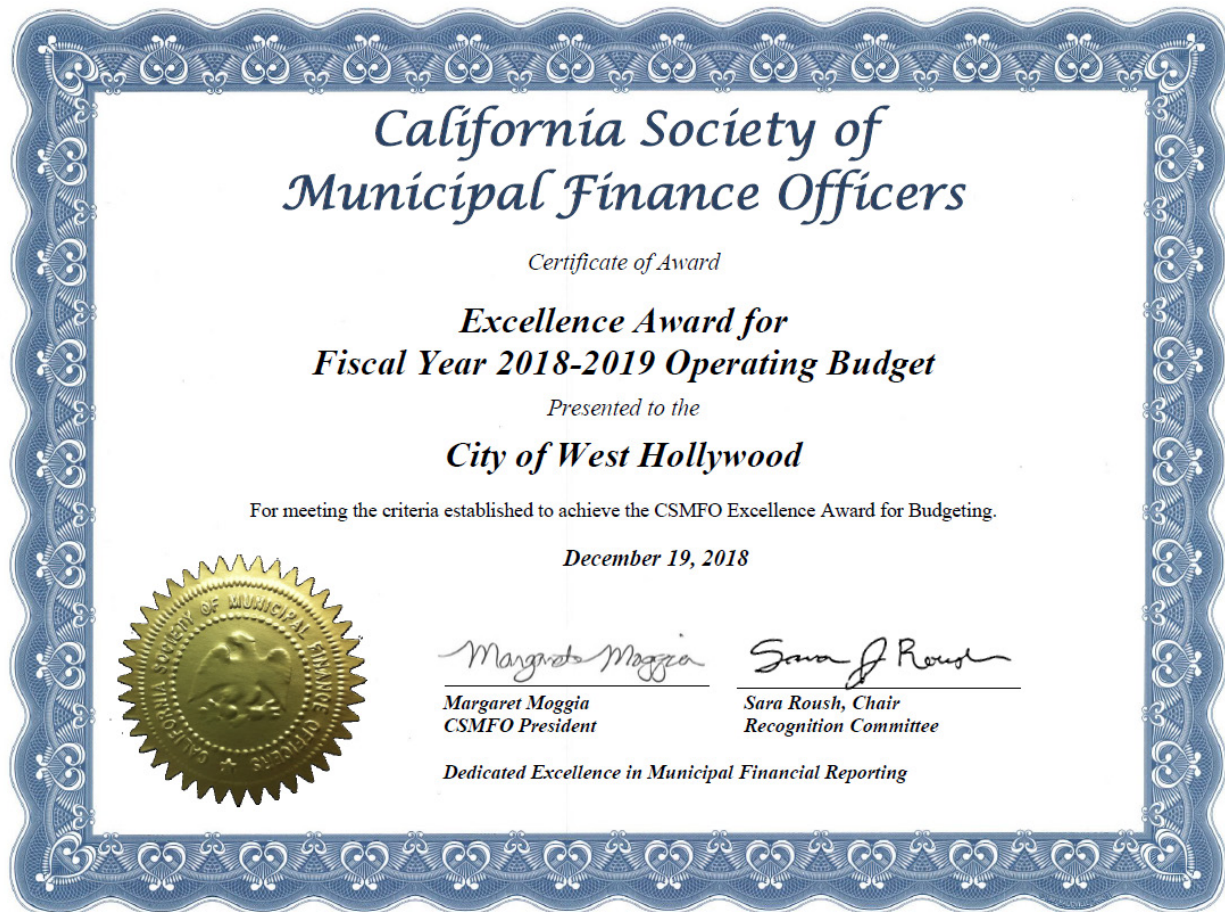 California Society of
Municipal Finance Officers
Certificate of Award
Excellence Award for
Fiscal Year 2018-2019 Operating Budget
Presented to the
City of West Hollywood
For meeting the criteria established to achieve the CSMFO Excellence Award for Budgeting.
December 19, 2018
CALIFORNIA SOCIETY OF MUNICIPAL FINANCE OFFICERS
Margareta Moggia
Sara J Roush
Margaret Moggia
CSMFO President
Sara Roush, Chair
Recognition Committee
Dedicated Excellence in Municipal Financial Reporting